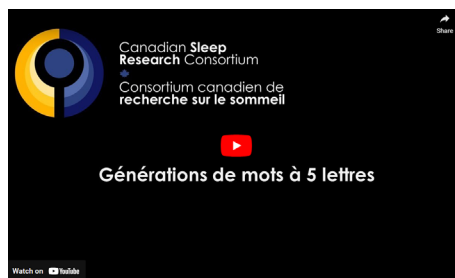 Share
Canadian Sleep
Research Consortium
Consortium canadien de
recherche sur le sommeil
Générations de mots à 5 lettres
Watch on YouTube